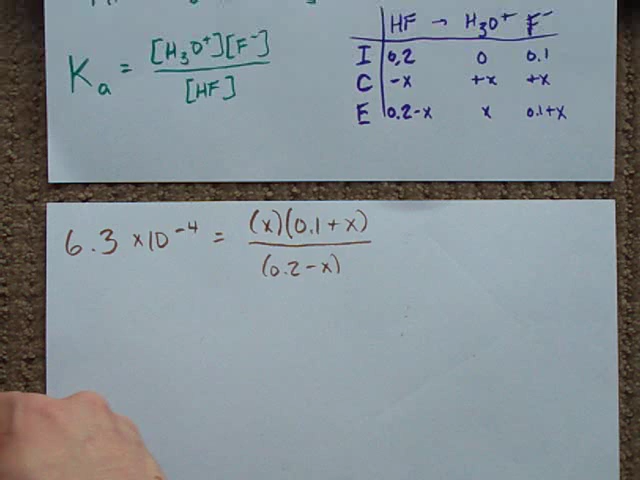 HF → H₃O⁺ F⁻
Kₐ = [H₃O⁺][F⁻] / [HF]
I 0.2 0 0.1
C -x +x +x
E 0.2-x x 0.1+x
6.3 ×10⁻⁴ = (x)(0.1+x) / (0.2-x)